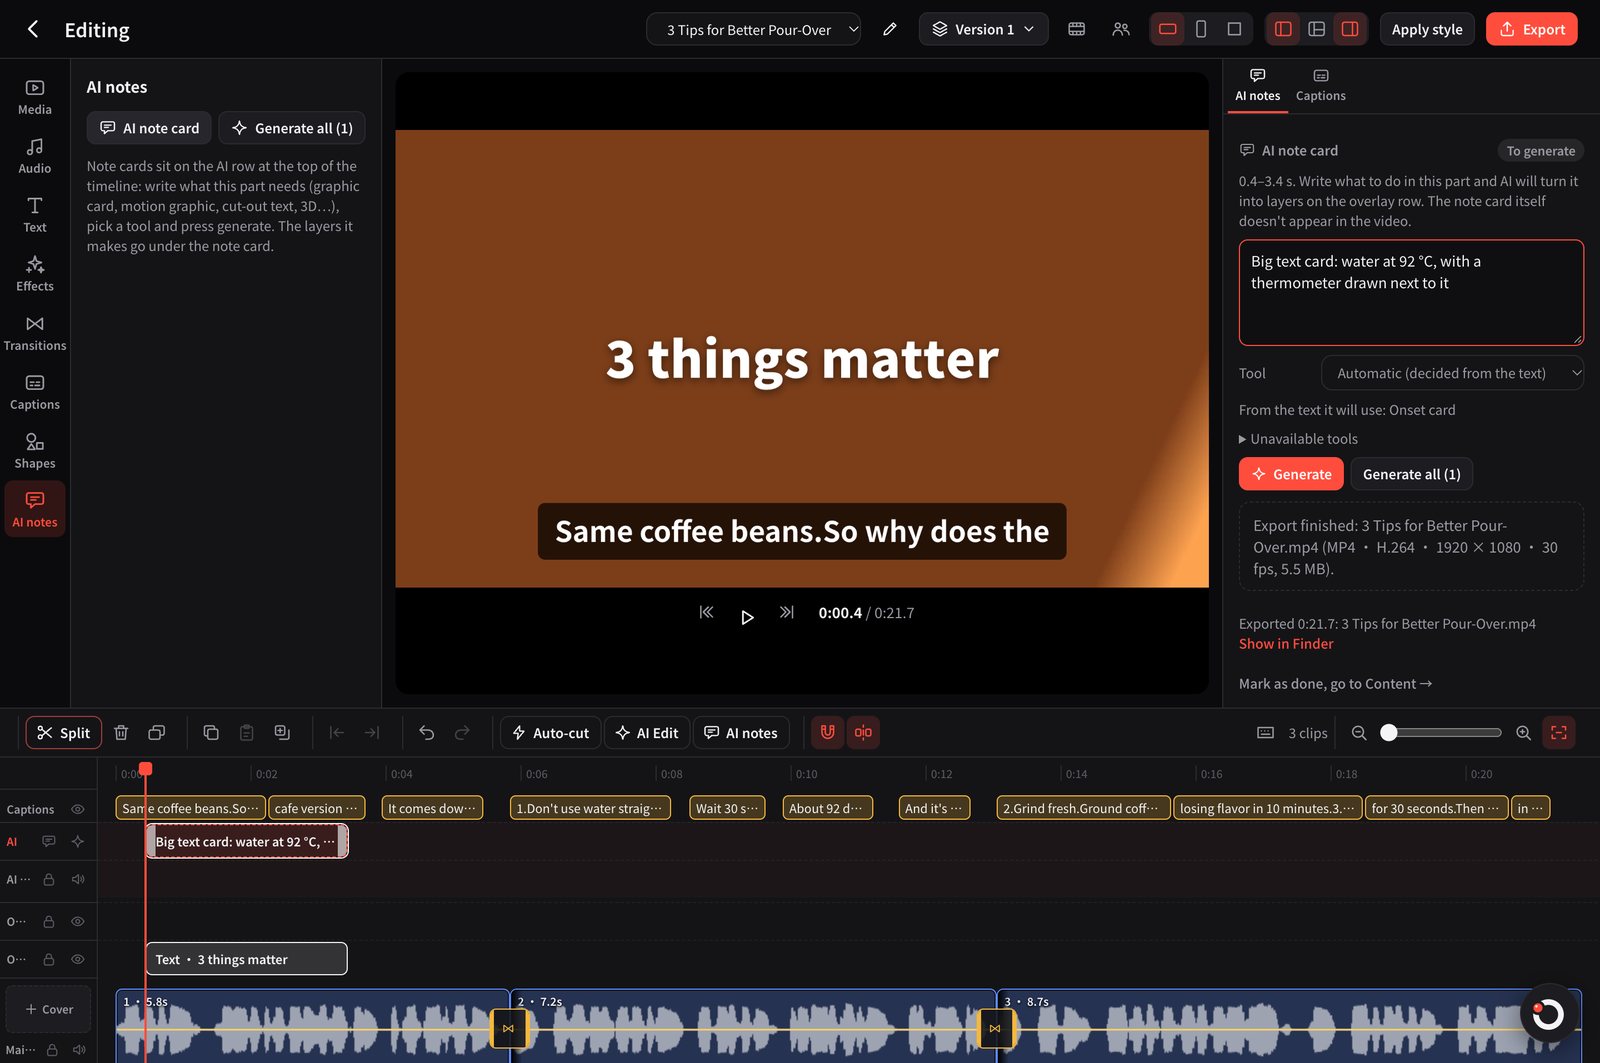 Editing
3 Tips for Better Pour-Over
Version 1
Apply style
Export
Media
Audio
Text
Effects
Transitions
Captions
Shapes
AI notes
AI notes
AI note card
Generate all (1)
Note cards sit on the AI row at the top of the
timeline: write what this part needs (graphic
card, motion graphic, cut-out text, 3D…),
pick a tool and press generate. The layers it
makes go under the note card.
3 things matter
Same coffee beans.So why does the
0:00.4 / 0:21.7
AI notes
Captions
AI note card
To generate
0.4–3.4 s. Write what to do in this part and AI will turn it
into layers on the overlay row. The note card itself
doesn't appear in the video.
Big text card: water at 92 °C, with a
thermometer drawn next to it
Tool
Automatic (decided from the text)
From the text it will use: Onset card
Unavailable tools
Generate
Generate all (1)
Export finished: 3 Tips for Better Pour-
Over.mp4 (MP4 · H.264 · 1920 × 1080 · 30
fps, 5.5 MB).
Exported 0:21.7: 3 Tips for Better Pour-Over.mp4
Show in Finder
Mark as done, go to Content →
Split
Auto-cut
AI Edit
AI notes
3 clips
0:02
0:04
0:06
0:08
0:10
0:12
0:14
0:16
0:18
0:20
Captions
Same coffee beans.So…
cafe version …
It comes dow…
1.Don't use water straig…
Wait 30 s…
About 92 d…
And it's …
2.Grind fresh.Ground coff…
losing flavor in 10 minutes.3.…
for 30 seconds.Then …
in …
AI
Big text card: water at 92 °C, …
AI …
O…
O…
Text · 3 things matter
+ Cover
1 · 5.8s
2 · 7.2s
3 · 8.7s
Mai…